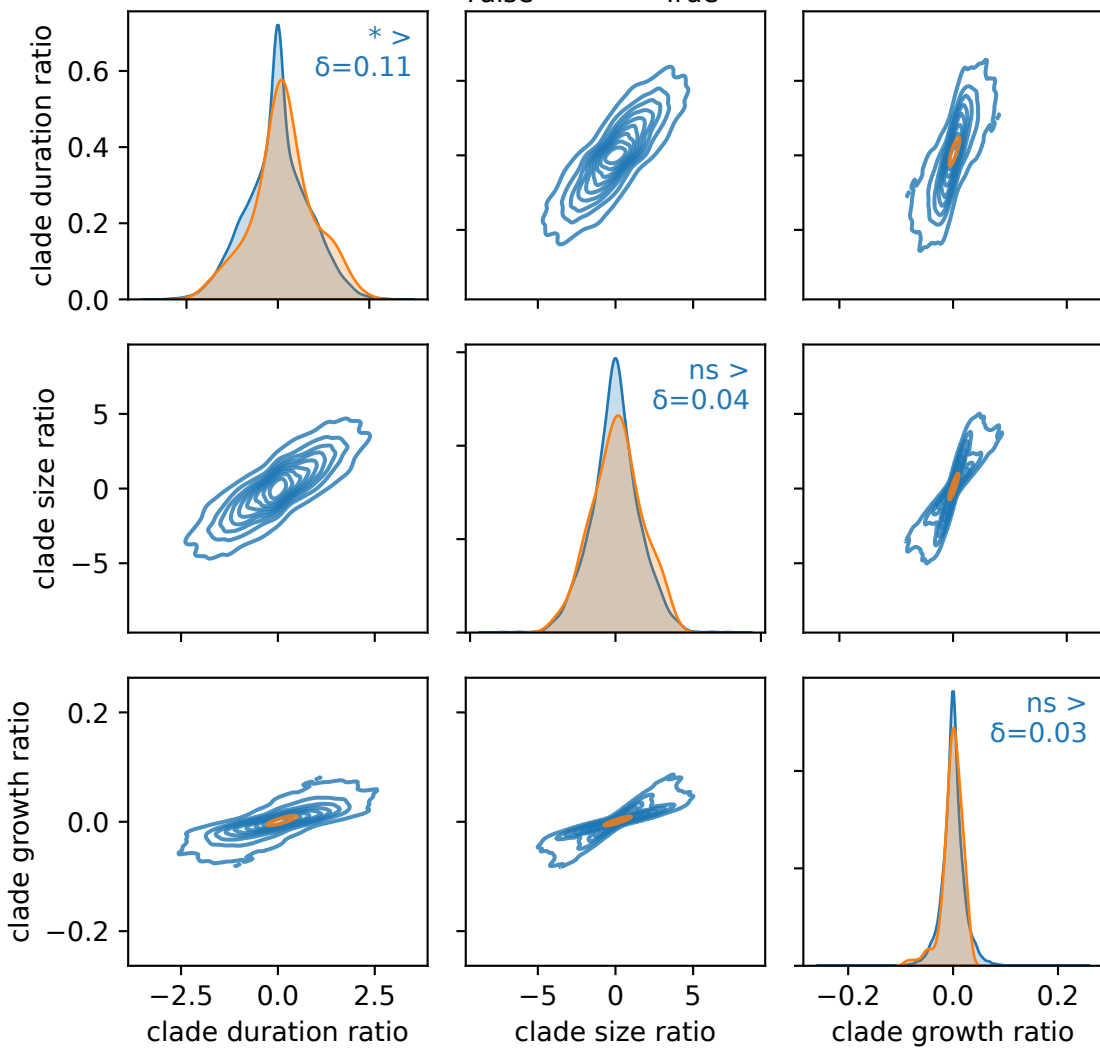 clade duration ratio
0.6
0.4
0.2
0.0
* >
δ=0.11
clade size ratio
5
0
−5
ns >
δ=0.04
clade growth ratio
0.2
0.0
−0.2
ns >
δ=0.03
−2.5 0.0 2.5
−5 0 5
−0.2 0.0 0.2
clade duration ratio
clade size ratio
clade growth ratio